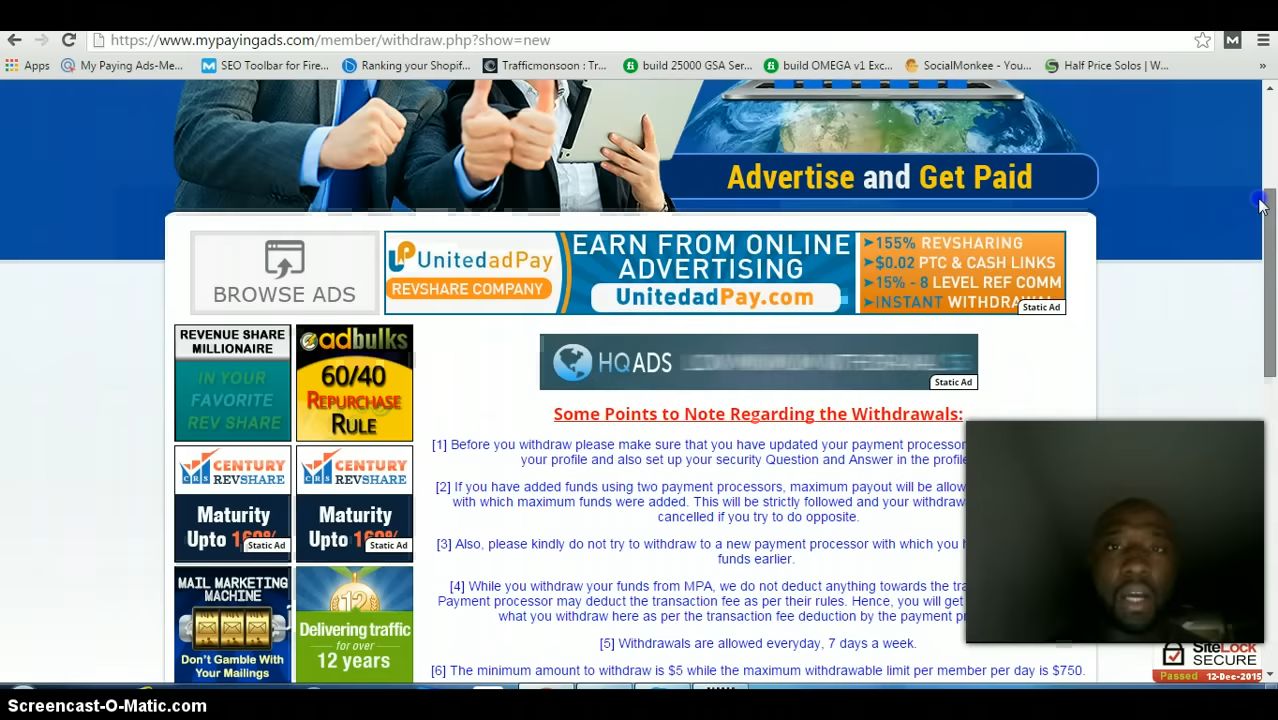 https://www.mypayingads.com/member/withdraw.php?show=new
Apps
My Paying Ads-Me...
SEO Toolbar for Fire...
Ranking your Shopif...
Trafficmonsoon : Tr...
build 25000 GSA Ser...
build OMEGA v1 Exc...
SocialMonkee - You...
Half Price Solos | W...
»
Advertise and Get Paid
BROWSE ADS
UnitedadPay
REVSHARE COMPANY
EARN FROM ONLINE
ADVERTISING
UnitedadPay.com
155% REVSHARING
$0.02 PTC & CASH LINKS
15% - 8 LEVEL REF COMM
INSTANT
Static Ad
REVENUE SHARE
MILLIONAIRE
IN YOUR
FAVORITE
REV SHARE
adbulks
60/40
REPURCHASE
RULE
HQADS
Static Ad
Some Points to Note Regarding the Withdrawals:
[1] Before you withdraw please make sure that you have updated your payment processor
your profile and also set up your security Question and Answer in the profile
[2] If you have added funds using two payment processors, maximum payout will be
with which maximum funds were added. This will be strictly followed and your
cancelled if you try to do opposite.
[3] Also, please kindly do not try to withdraw to a new payment processor with which you
funds earlier.
[4] While you withdraw your funds from MPA, we do not deduct anything towards the
Payment processor may deduct the transaction fee as per their rules. Hence, you will get
what you withdraw here as per the transaction fee deduction by the payment
[5] Withdrawals are allowed everyday, 7 days a week.
[6] The minimum amount to withdraw is $5 while the maximum withdrawable limit per member per day is $750.
CENTURY
REVSHARE
CRS
Maturity
Upto
Static Ad
CENTURY
REVSHARE
CRS
Maturity
Upto
Static Ad
MAIL MARKETING
MACHINE
Don't Gamble With
Your Mailings
12
Delivering traffic
for over
12 years
SiteLock
SECURE
Passed 12-Dec-2015
Screencast-O-Matic.com